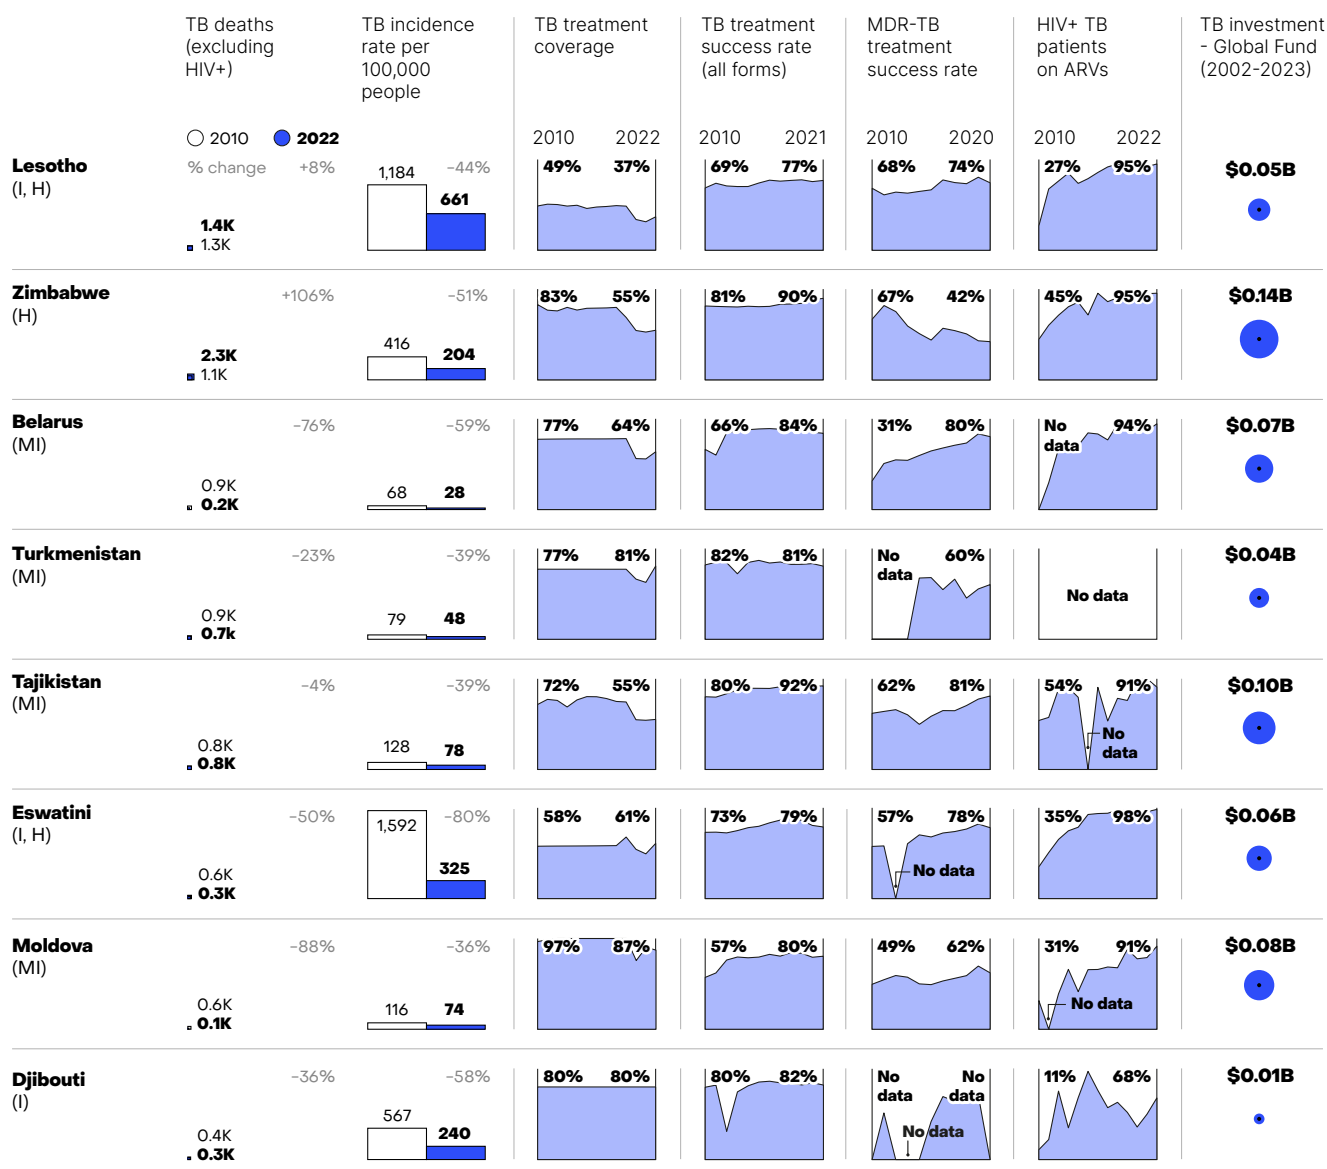 TB deaths
(excluding
HIV+)
TB incidence
rate per
100,000
people
TB treatment
coverage
TB treatment
success rate
(all forms)
MDR-TB
treatment
success rate
HIV+ TB
patients
on ARVs
TB investment
- Global Fund
(2002-2023)
2010 2022
2010 2022
2010 2021
2010 2020
2010 2022
Lesotho
(I, H)
% change +8%
1.4K
1.3K
1,184 -44%
661
49% 37%
69% 77%
68% 74%
27% 95%
$0.05B
Zimbabwe
(H)
+106%
2.3K
1.1K
-51%
416 204
83% 55%
81% 90%
67% 42%
45% 95%
$0.14B
Belarus
(MI)
-76%
0.9K
0.2K
-59%
68 28
77% 64%
66% 84%
31% 80%
No
data
94%
$0.07B
Turkmenistan
(MI)
-23%
0.9K
0.7k
-39%
79 48
77% 81%
82% 81%
No
data
60%
No data
$0.04B
Tajikistan
(MI)
-4%
0.8K
0.8K
-39%
128 78
72% 55%
80% 92%
62% 81%
54% 91%
No
data
$0.10B
Eswatini
(I, H)
-50%
0.6K
0.3K
1,592 -80%
325
58% 61%
73% 79%
57% 78%
No data
35% 98%
$0.06B
Moldova
(MI)
-88%
0.6K
0.1K
-36%
116 74
97% 87%
57% 80%
49% 62%
31% 91%
No data
$0.08B
Djibouti
(I)
-36%
0.4K
0.3K
-58%
567
240
80% 80%
80% 82%
No
data
No
data
No data
11% 68%
$0.01B